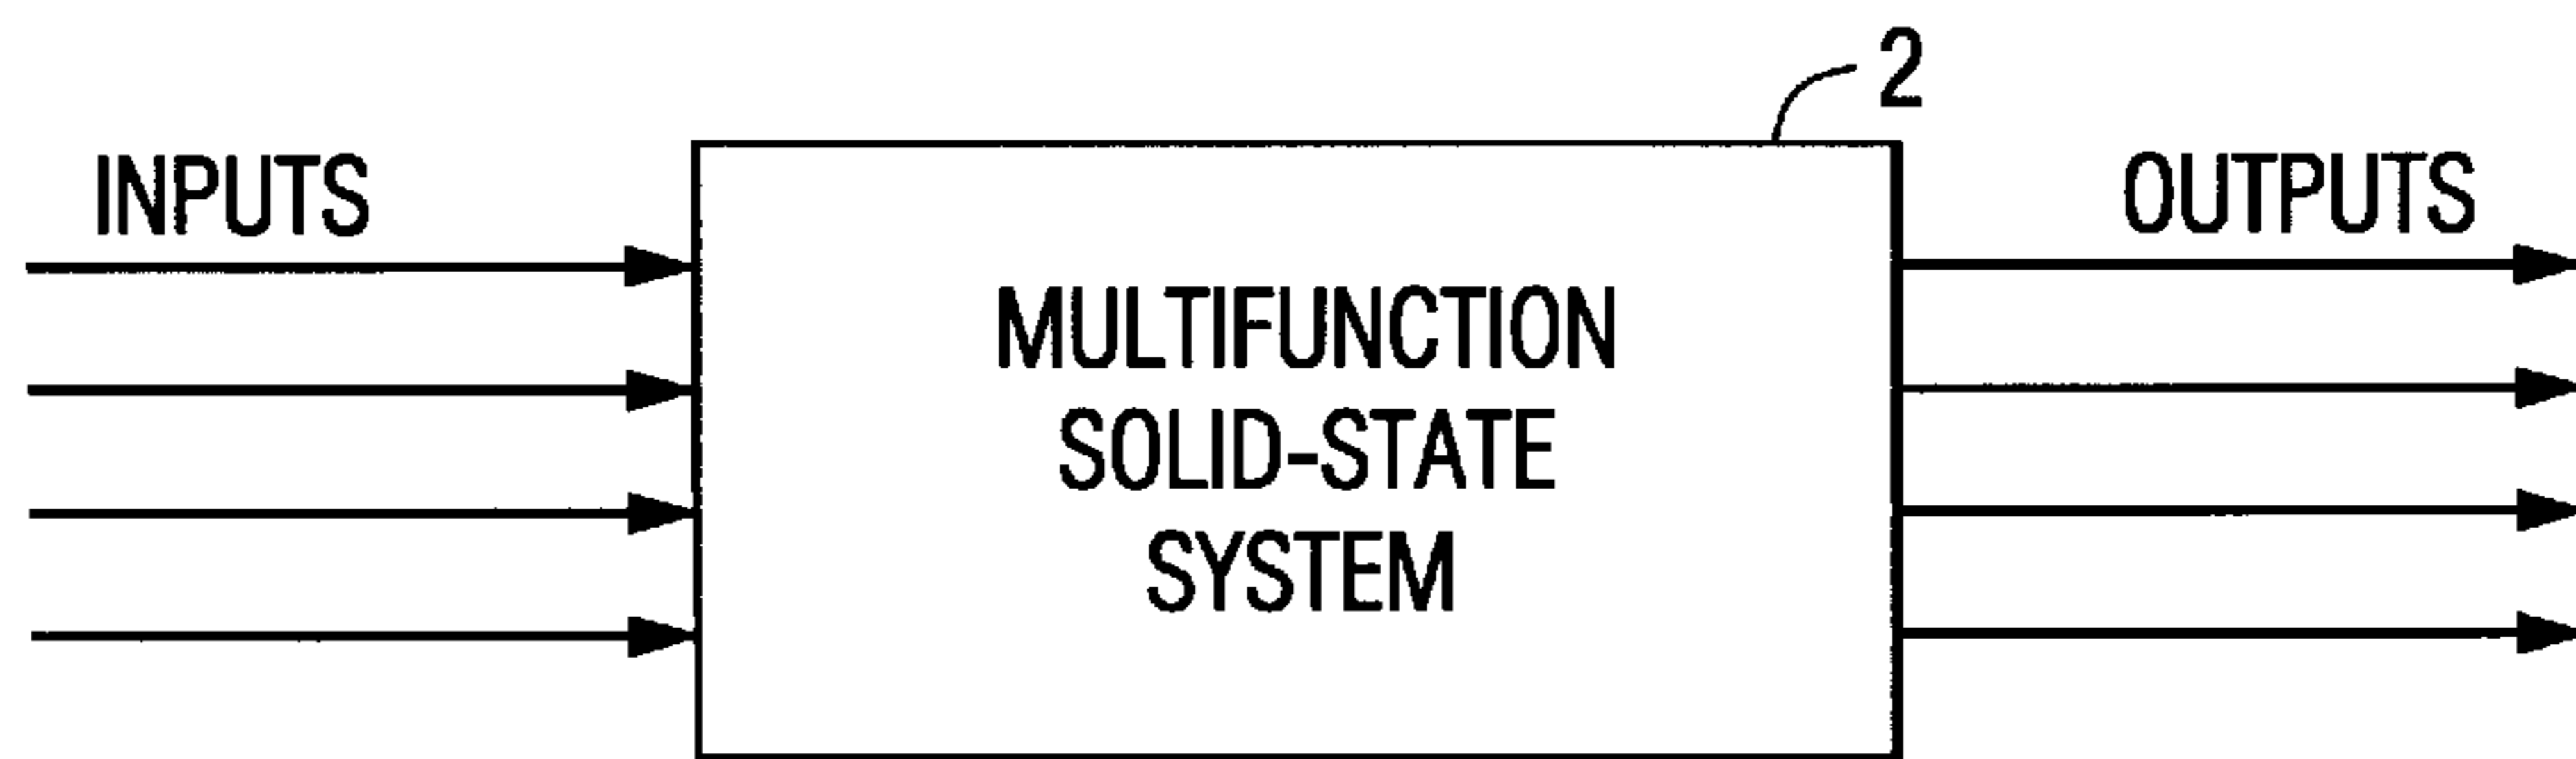 2
INPUTS
OUTPUTS
MULTIFUNCTION
SOLID-STATE
SYSTEM